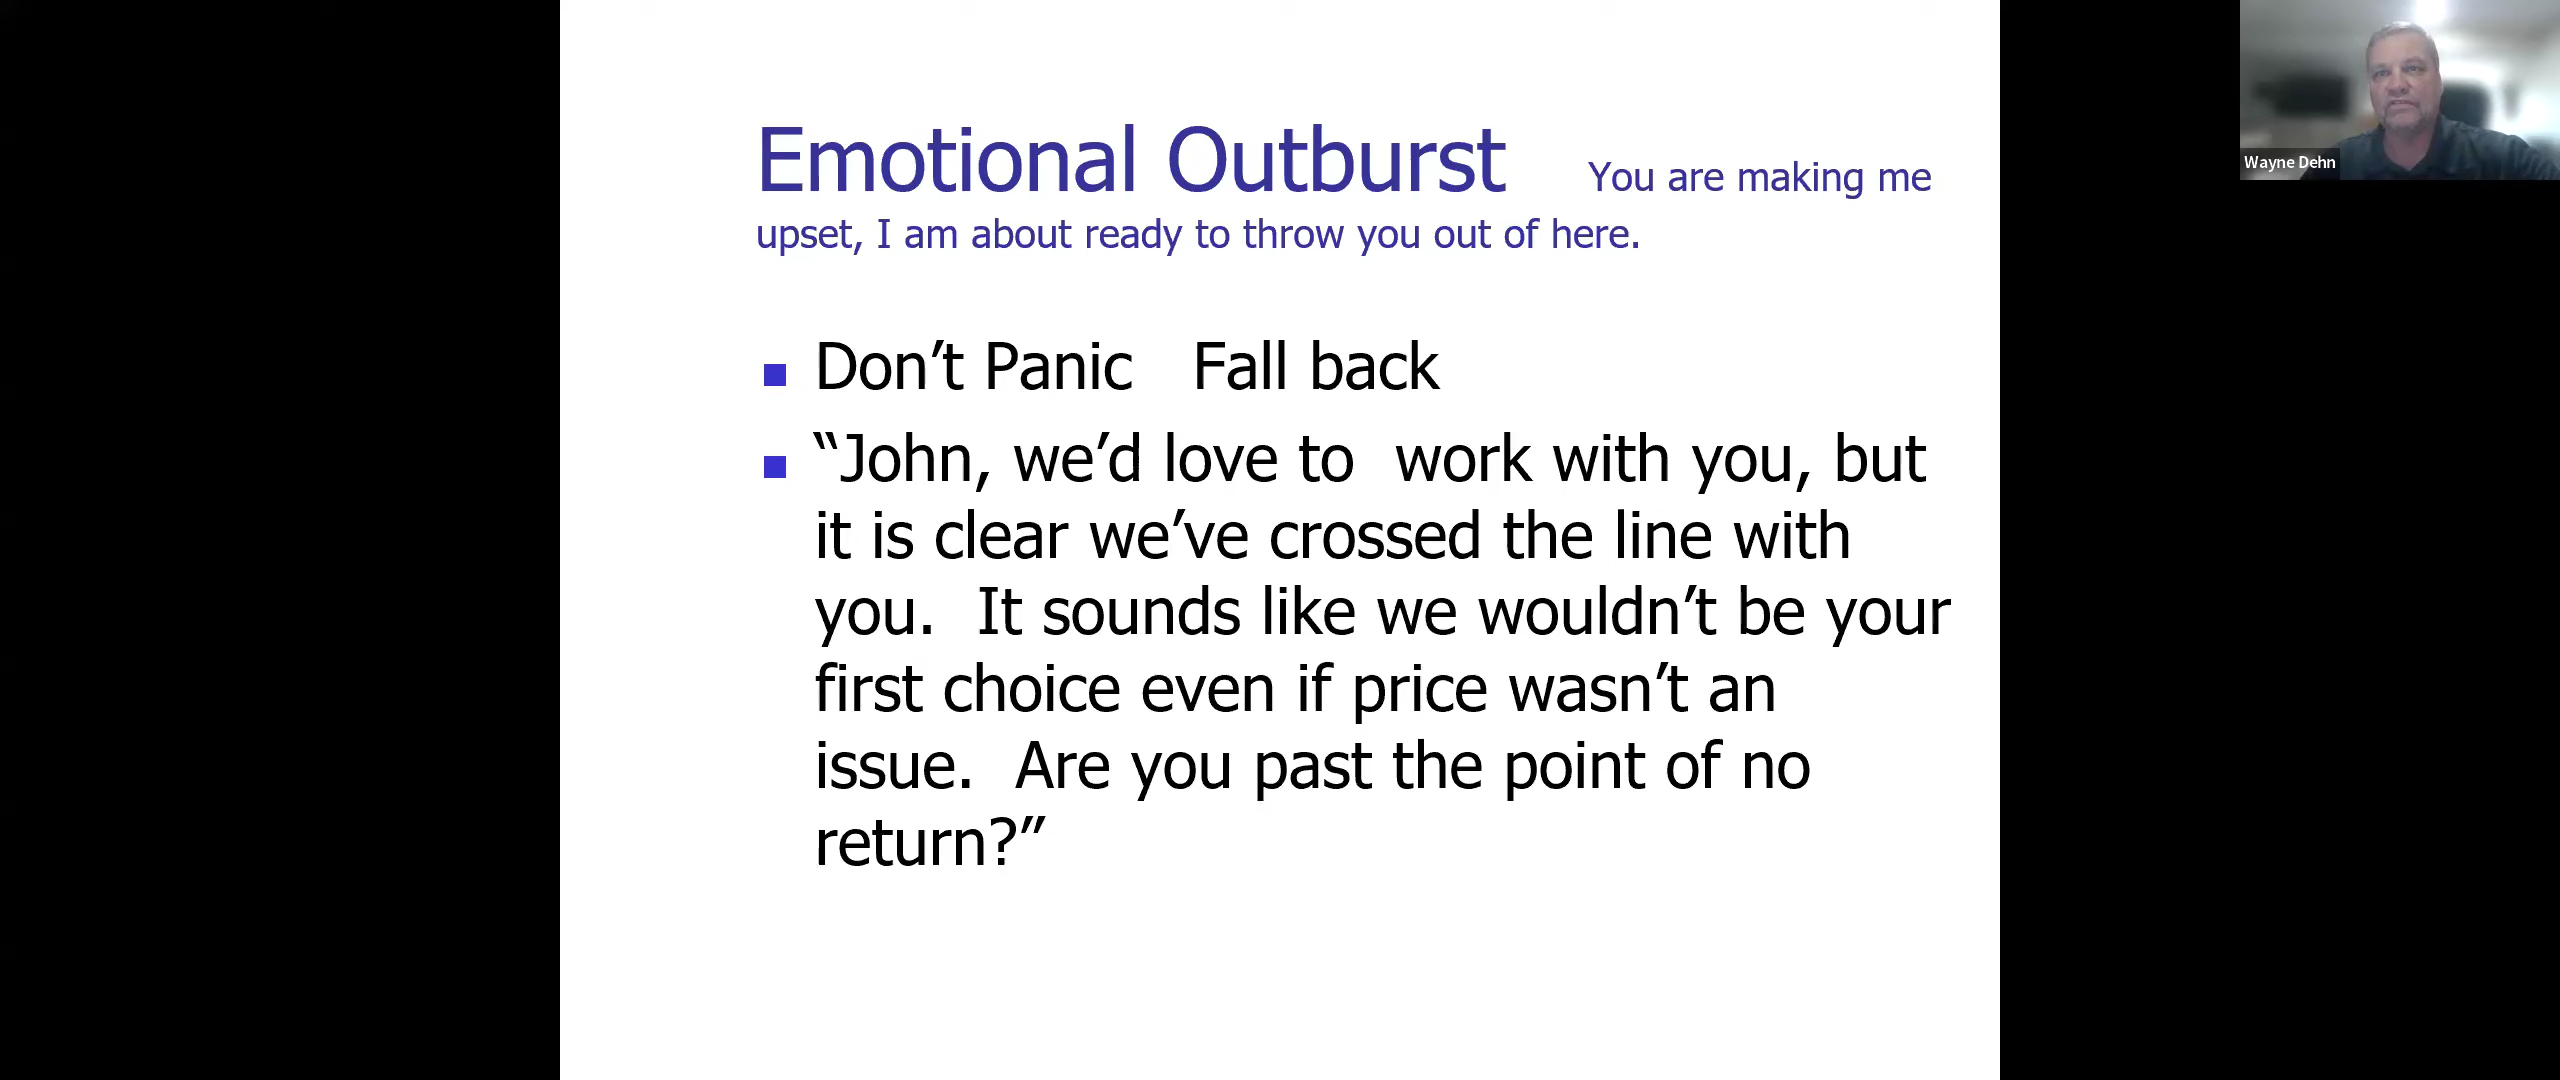 Emotional Outburst You are making me
upset, I am about ready to throw you out of here.
Don’t Panic Fall back
“John, we’d love to work with you, but
it is clear we’ve crossed the line with
you. It sounds like we wouldn’t be your
first choice even if price wasn’t an
issue. Are you past the point of no
return?”
Wayne Dehn